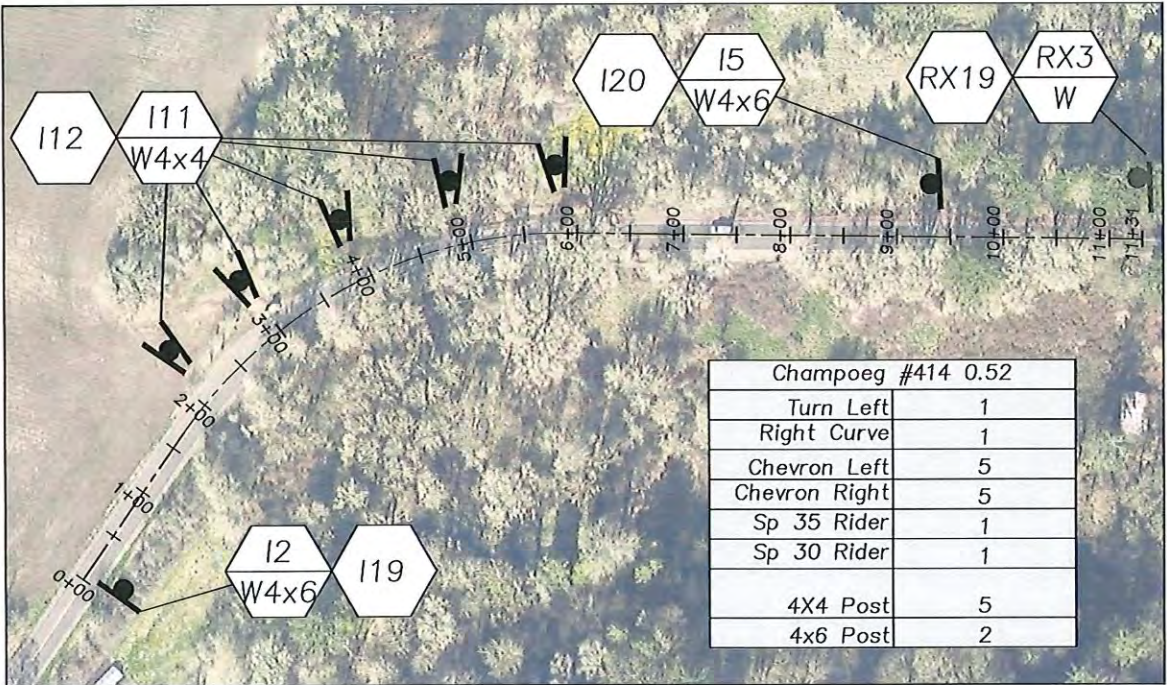 I20
I5
W4x6
RX19
RX3
W
I12
I11
W4x4
0+00
1+00
2+00
3+00
4+00
5+00
6+00
7+00
8+00
9+00
10+00
11+00
11+31
I2
W4x6
I19
Champoeg #414 0.52
Turn Left 1
Right Curve 1
Chevron Left 5
Chevron Right 5
Sp 35 Rider 1
Sp 30 Rider 1
4X4 Post 5
4x6 Post 2